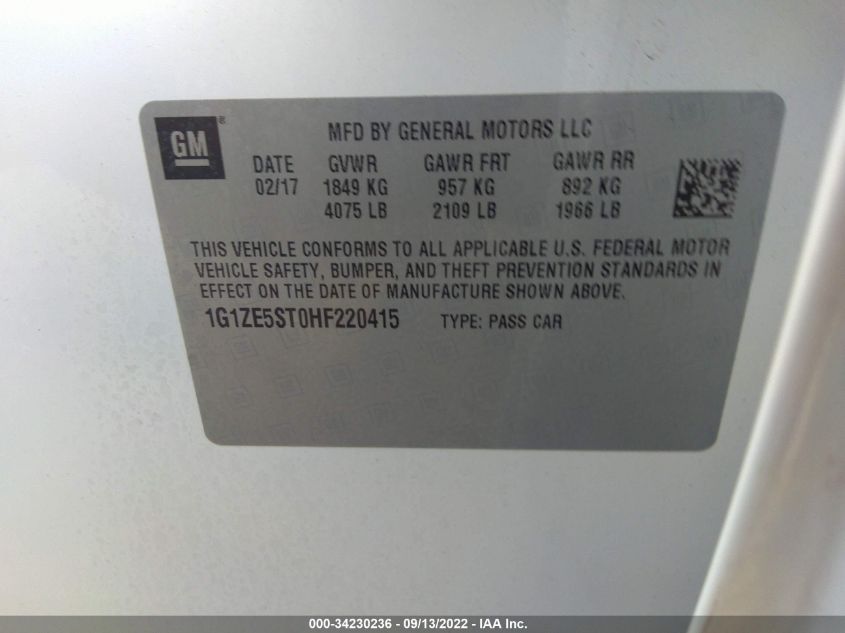 GM ®
MFD BY GENERAL MOTORS LLC
DATE GVWR GAWR FRT GAWR RR
02/17 1849 KG 957 KG 892 KG
4075 LB 2109 LB 1966 LB
THIS VEHICLE CONFORMS TO ALL APPLICABLE U.S. FEDERAL MOTOR
VEHICLE SAFETY, BUMPER, AND THEFT PREVENTION STANDARDS IN
EFFECT ON THE DATE OF MANUFACTURE SHOWN ABOVE.
1G1ZE5ST0HF220415 TYPE: PASS CAR
000-34230236 - 09/13/2022 - IAA Inc.